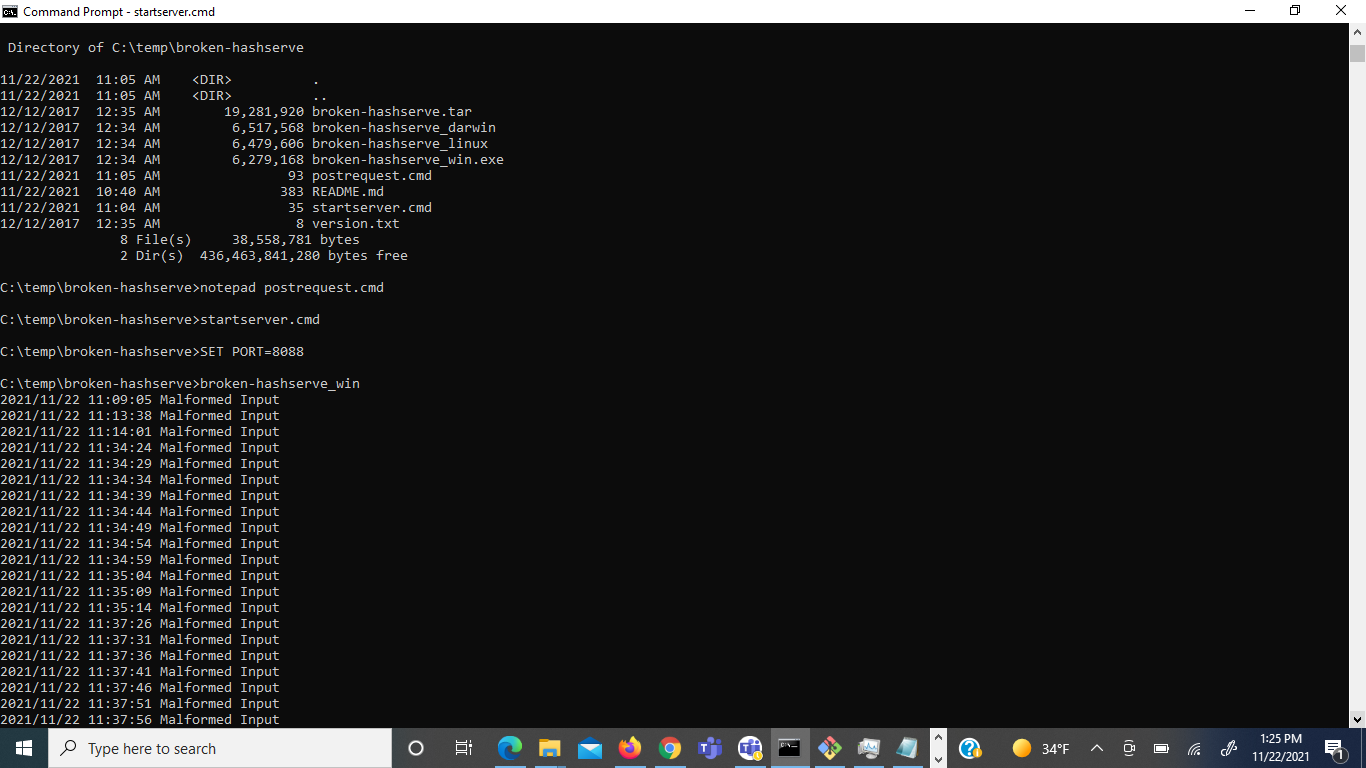 Command Prompt - startserver.cmd
Directory of C:\temp\broken-hashserve
11/22/2021  11:05 AM    <DIR>          .
11/22/2021  11:05 AM    <DIR>          ..
12/12/2017  12:35 AM        19,281,920 broken-hashserve.tar
12/12/2017  12:34 AM         6,517,568 broken-hashserve_darwin
12/12/2017  12:34 AM         6,479,606 broken-hashserve_linux
12/12/2017  12:34 AM         6,279,168 broken-hashserve_win.exe
11/22/2021  11:05 AM                93 postrequest.cmd
11/22/2021  10:40 AM               383 README.md
11/22/2021  11:04 AM                35 startserver.cmd
12/12/2017  12:35 AM                 8 version.txt
8 File(s)     38,558,781 bytes
2 Dir(s)  436,463,841,280 bytes free
C:\temp\broken-hashserve>notepad postrequest.cmd
C:\temp\broken-hashserve>startserver.cmd
C:\temp\broken-hashserve>SET PORT=8088
C:\temp\broken-hashserve>broken-hashserve_win
2021/11/22 11:09:05 Malformed Input
2021/11/22 11:13:38 Malformed Input
2021/11/22 11:14:01 Malformed Input
2021/11/22 11:34:24 Malformed Input
2021/11/22 11:34:29 Malformed Input
2021/11/22 11:34:34 Malformed Input
2021/11/22 11:34:39 Malformed Input
2021/11/22 11:34:44 Malformed Input
2021/11/22 11:34:49 Malformed Input
2021/11/22 11:34:54 Malformed Input
2021/11/22 11:34:59 Malformed Input
2021/11/22 11:35:04 Malformed Input
2021/11/22 11:35:09 Malformed Input
2021/11/22 11:35:14 Malformed Input
2021/11/22 11:37:26 Malformed Input
2021/11/22 11:37:31 Malformed Input
2021/11/22 11:37:36 Malformed Input
2021/11/22 11:37:41 Malformed Input
2021/11/22 11:37:46 Malformed Input
2021/11/22 11:37:51 Malformed Input
2021/11/22 11:37:56 Malformed Input
Type here to search
34°F
1:25 PM
11/22/2021
1